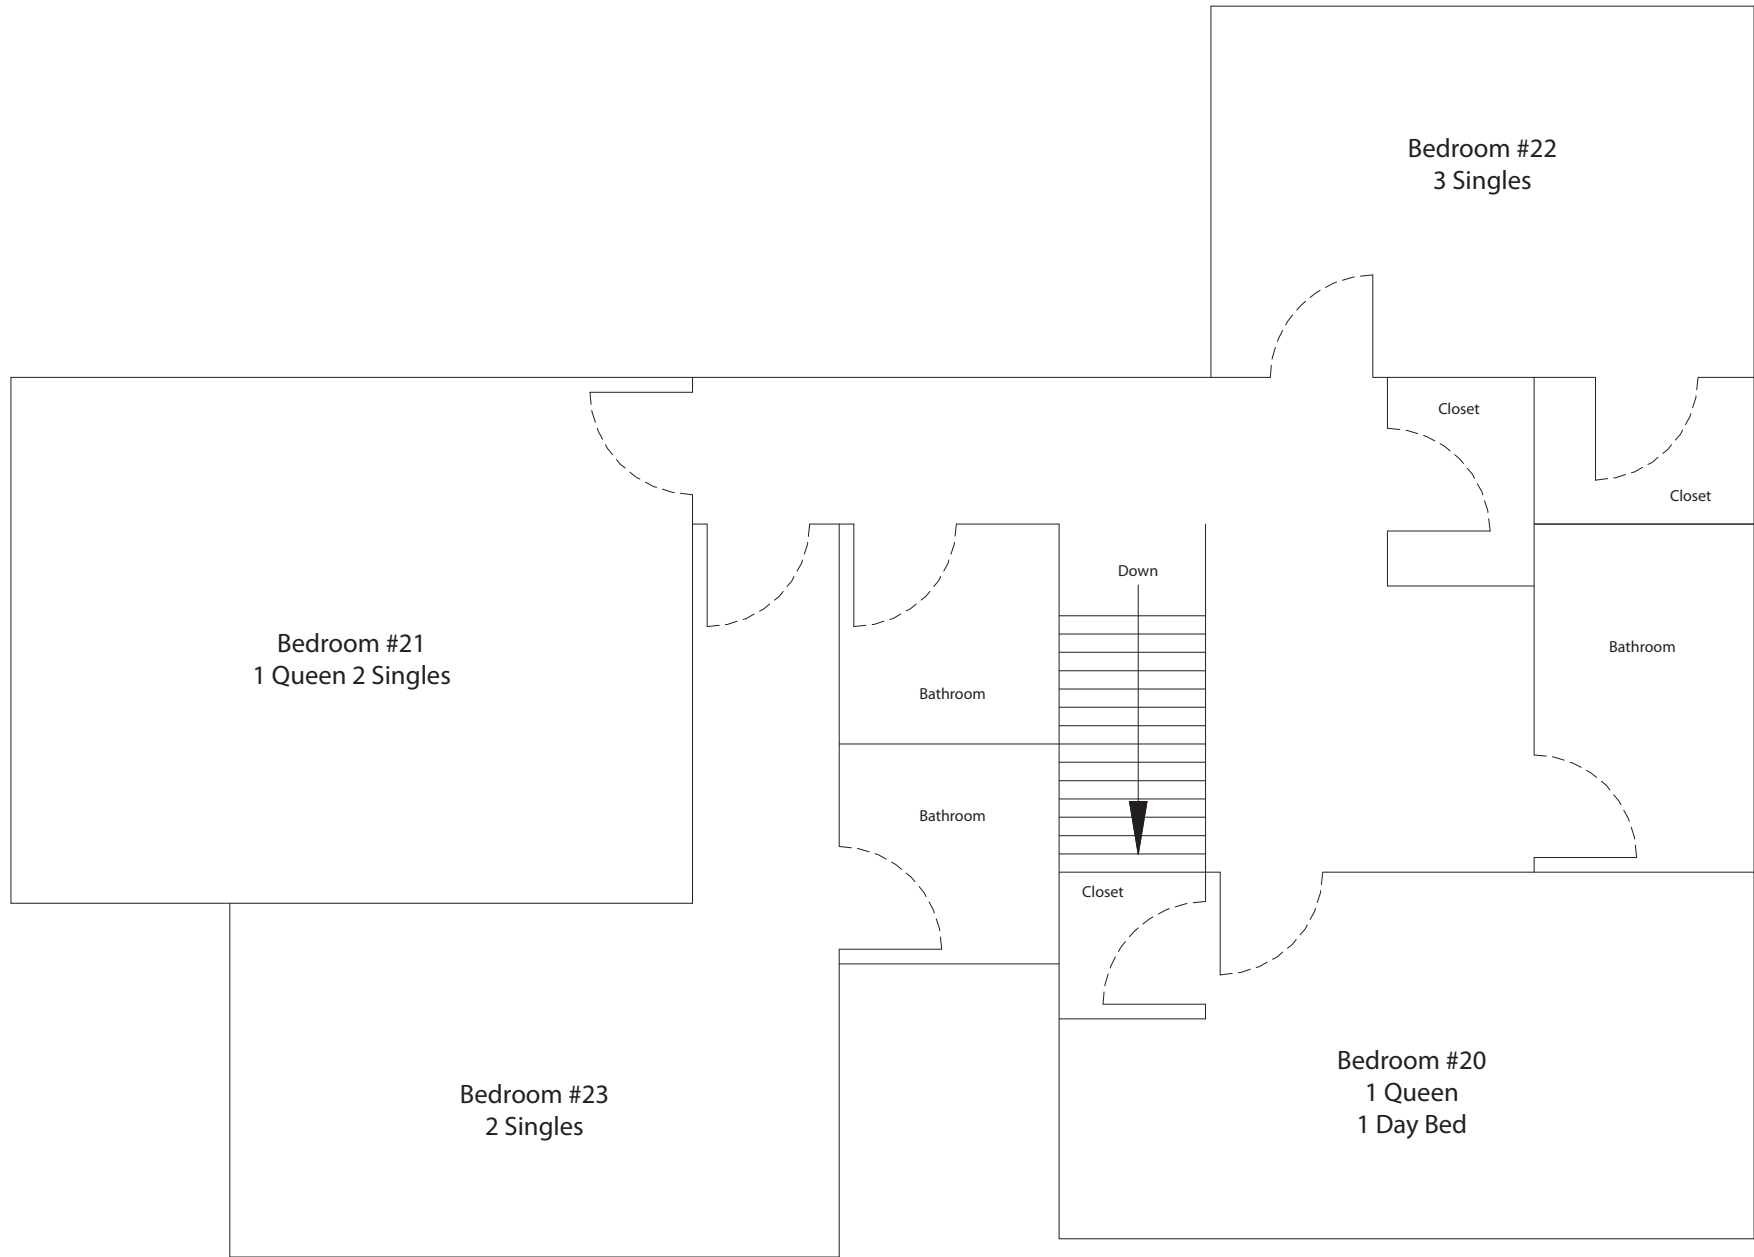 Bedroom #22
3 Singles
Closet
Closet
Down
Bedroom #21
1 Queen 2 Singles
Bathroom
Bathroom
Bathroom
Closet
Bedroom #20
1 Queen
1 Day Bed
Bedroom #23
2 Singles